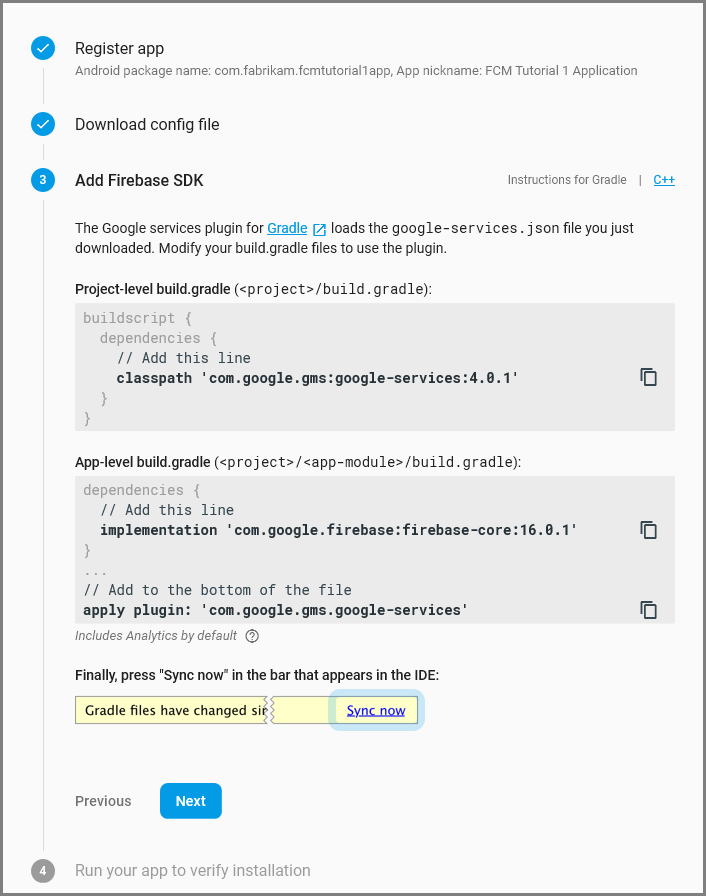 Register app
Android package name: com.fabrikam.fcmtutorial1app, App nickname: FCM Tutorial 1 Application
Download config file
3 Add Firebase SDK Instructions for Gradle | C++
The Google services plugin for Gradle loads the google-services.json file you just
downloaded. Modify your build.gradle files to use the plugin.
Project-level build.gradle (<project>/build.gradle):
buildscript {
  dependencies {
    // Add this line
    classpath 'com.google.gms:google-services:4.0.1'
  }
}
App-level build.gradle (<project>/<app-module>/build.gradle):
dependencies {
  // Add this line
  implementation 'com.google.firebase:firebase-core:16.0.1'
}
...
// Add to the bottom of the file
apply plugin: 'com.google.gms.google-services'
Includes Analytics by default ?
Finally, press "Sync now" in the bar that appears in the IDE:
Gradle files have changed sin Sync now
Previous Next
4 Run your app to verify installation